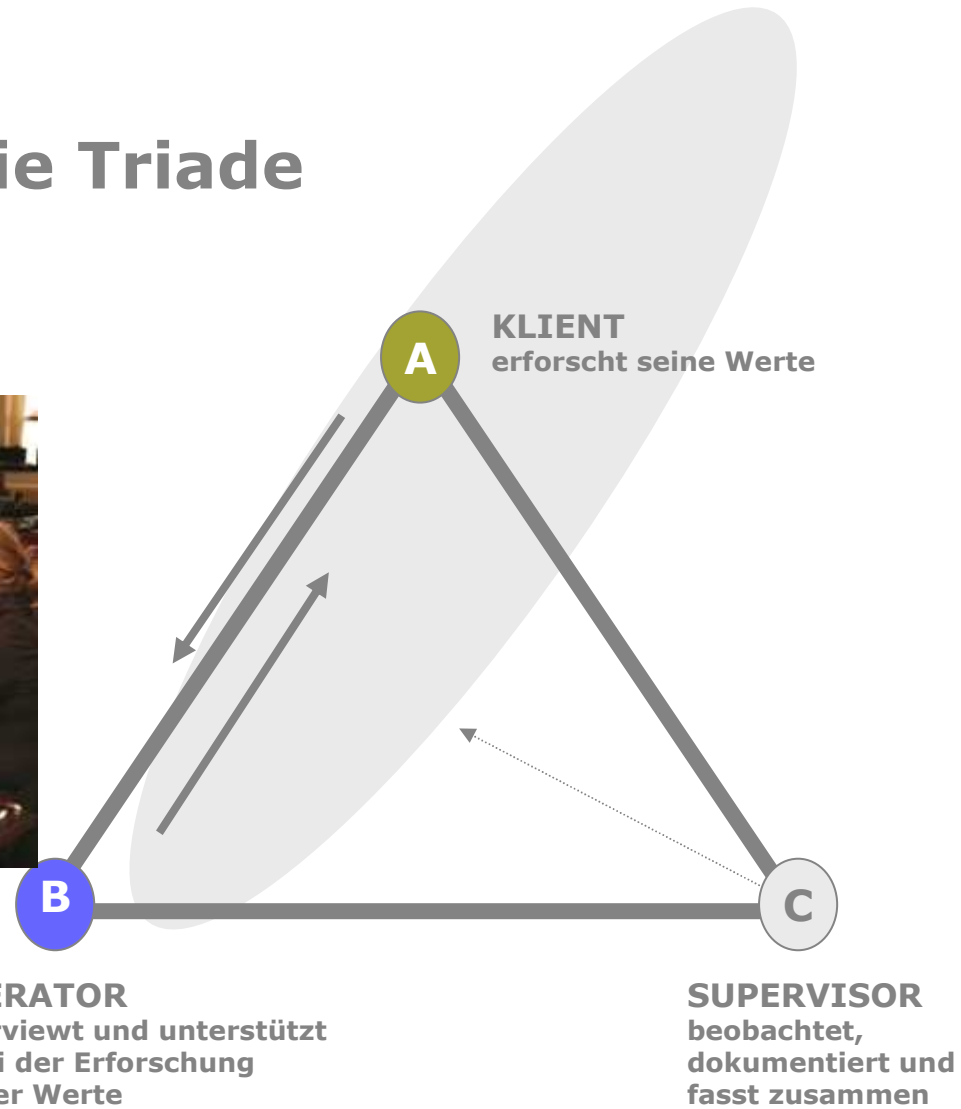 ie Triade
KLIENT
erforscht seine Werte
A
B
C
ERATOR
rviewt und unterstützt
i der Erforschung
er Werte
SUPERVISOR
beobachtet,
dokumentiert und
fasst zusammen